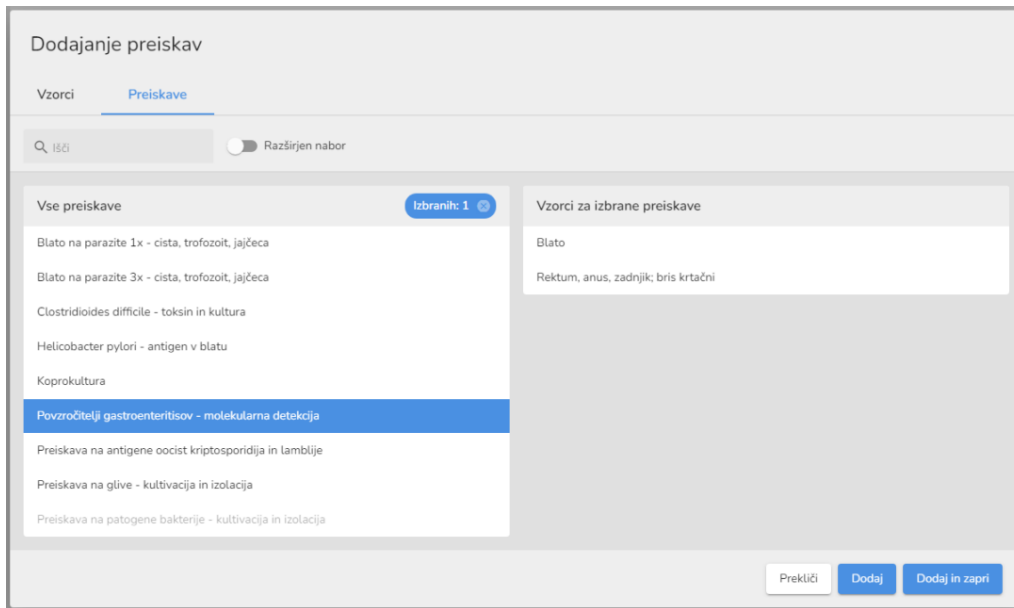 Dodajanje preiskav
Vzorci
Preiskave
Išči
Razširjen nabor
Vse preiskave
Izbranih: 1
Blato na parazite 1x - cista, trofozoit, jajčeca
Blato na parazite 3x - cista, trofozoit, jajčeca
Clostridioides difficile - toksin in kultura
Helicobacter pylori - antigen v blatu
Koprokultura
Povzročitelji gastroenteritisov - molekularna detekcija
Preiskava na antigene oocist kriptosporidija in lamblije
Preiskava na glive - kultivacija in izolacija
Preiskava na patogene bakterije - kultivacija in izolacija
Vzorci za izbrane preiskave
Blato
Rektum, anus, zadnjik; bris krtačni
Prekliči
Dodaj
Dodaj in zapri